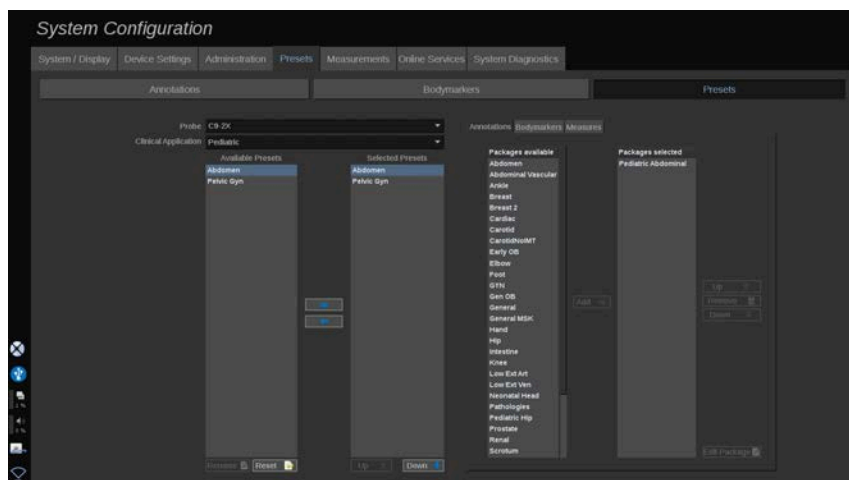 System Configuration
System / Display Device Settings Administration Presets Measurements Online Services System Diagnostics
Annotations Bodymarkers Presets
Probe C9-2X
Clinical Application Pediatric
Annotations Bodymarkers Measures
Available Presets Selected Presets
Abdomen Abdomen
Pelvic Gyn Pelvic Gyn
Packages available Packages selected
Abdomen Pediatric Abdominal
Abdominal Vascular
Ankle
Breast
Breast 2
Cardiac
Carotid
CarotidNoIMT
Early OB
Elbow
Foot
GYN
Gen OB
General
General MSK
Hand
Hip
Intestine
Knee
Low Ext Art
Low Ext Ven
Neonatal Head
Pathologies
Pediatric Hip
Prostate
Renal
Scrotum
Add
Up
Remove
Down
Edit Package
Rename Reset Up Down